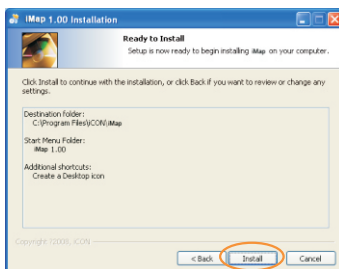 iMap 1.00 Installation
Ready to Install
Setup is now ready to begin installing iMap on your computer.
Click Install to continue with the installation, or click Back if you want to review or change any
settings.
Destination folder:
C:\Program Files\iCON\iMap
Start Menu Folder:
iMap 1.00
Additional shortcuts:
Create a Desktop icon
Copyright ?2008, iCON
< Back
Install
Cancel